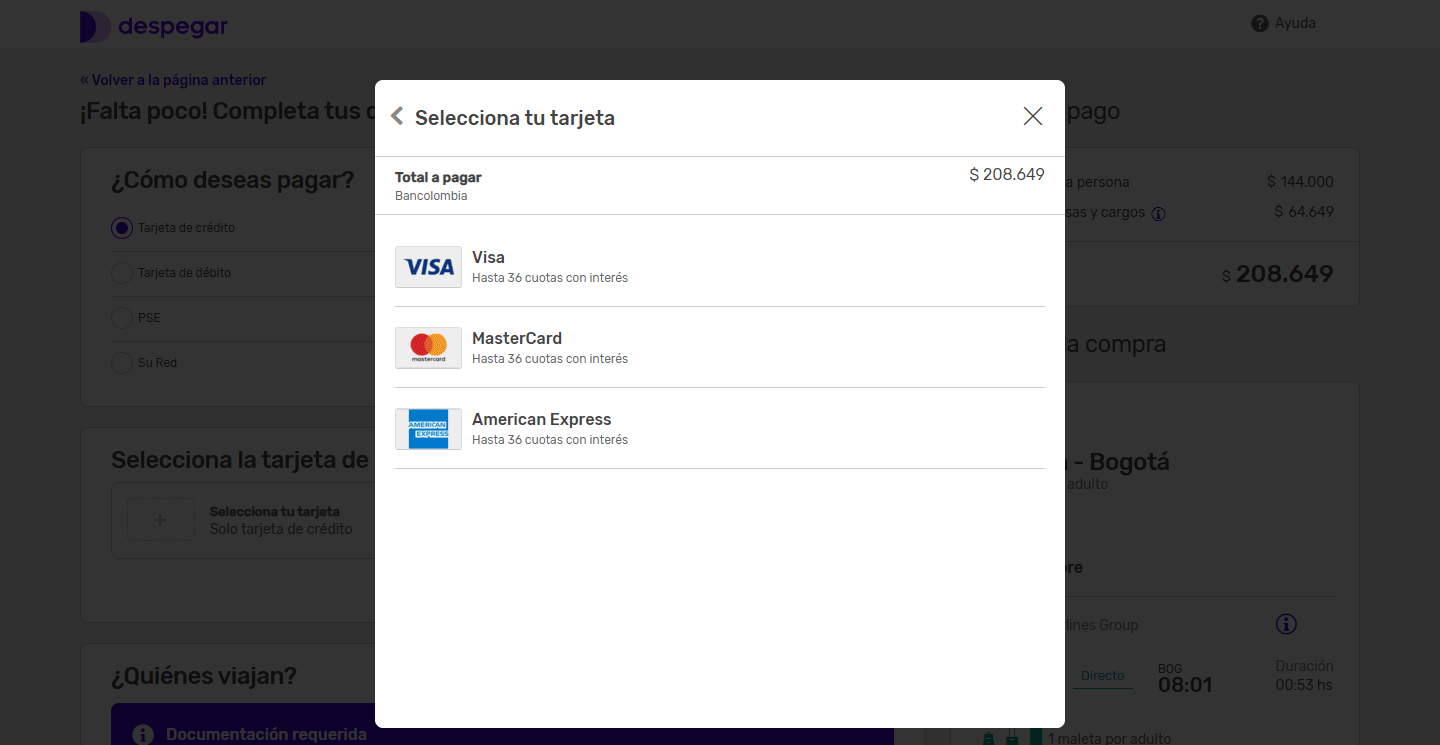 despegar
Ayuda
« Volver a la página anterior
¡Falta poco! Completa tus
pago
¿Cómo deseas pagar?
Tarjeta de crédito
Tarjeta de débito
PSE
Su Red
Selecciona la tarjeta de
Selecciona tu tarjeta
Solo tarjeta de crédito
¿Quiénes viajan?
Documentación requerida
Selecciona tu tarjeta
Total a pagar
$ 208.649
Bancolombia
VISA
Visa
Hasta 36 cuotas con interés
mastercard
MasterCard
Hasta 36 cuotas con interés
AMERICAN
EXPRESS
American Express
Hasta 36 cuotas con interés
a persona
$ 144.000
sas y cargos
$ 64.649
$ 208.649
a compra
- Bogotá
adulto
re
lines Group
Directo
BOG
08:01
Duración
00:53 hs
1 maleta por adulto